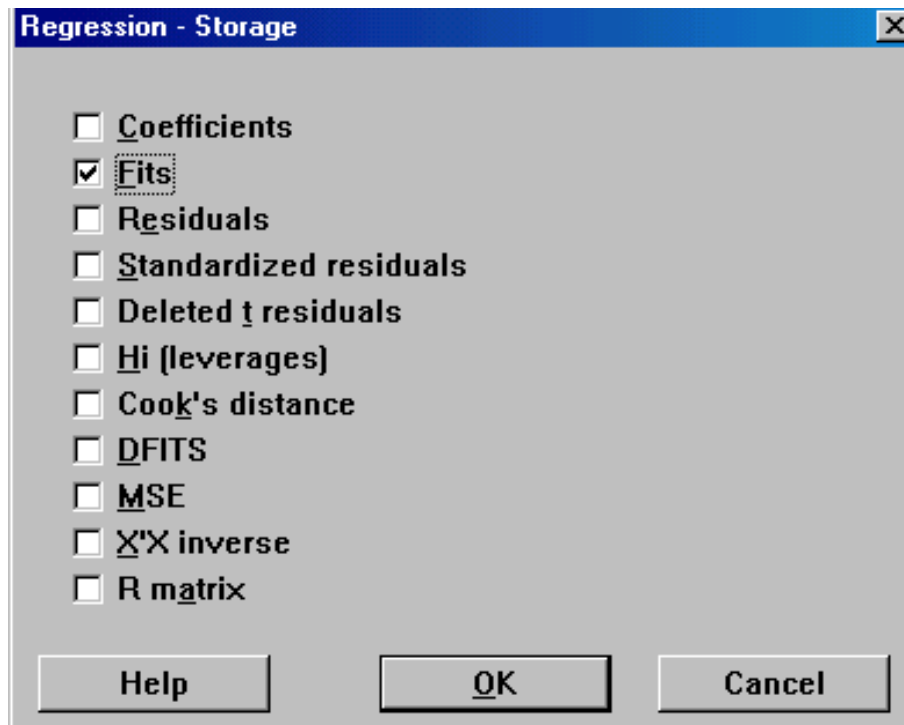 Regression - Storage
Coefficients
Fits
Residuals
Standardized residuals
Deleted t residuals
Hi (leverages)
Cook's distance
DFITS
MSE
X'X inverse
R matrix
Help OK Cancel